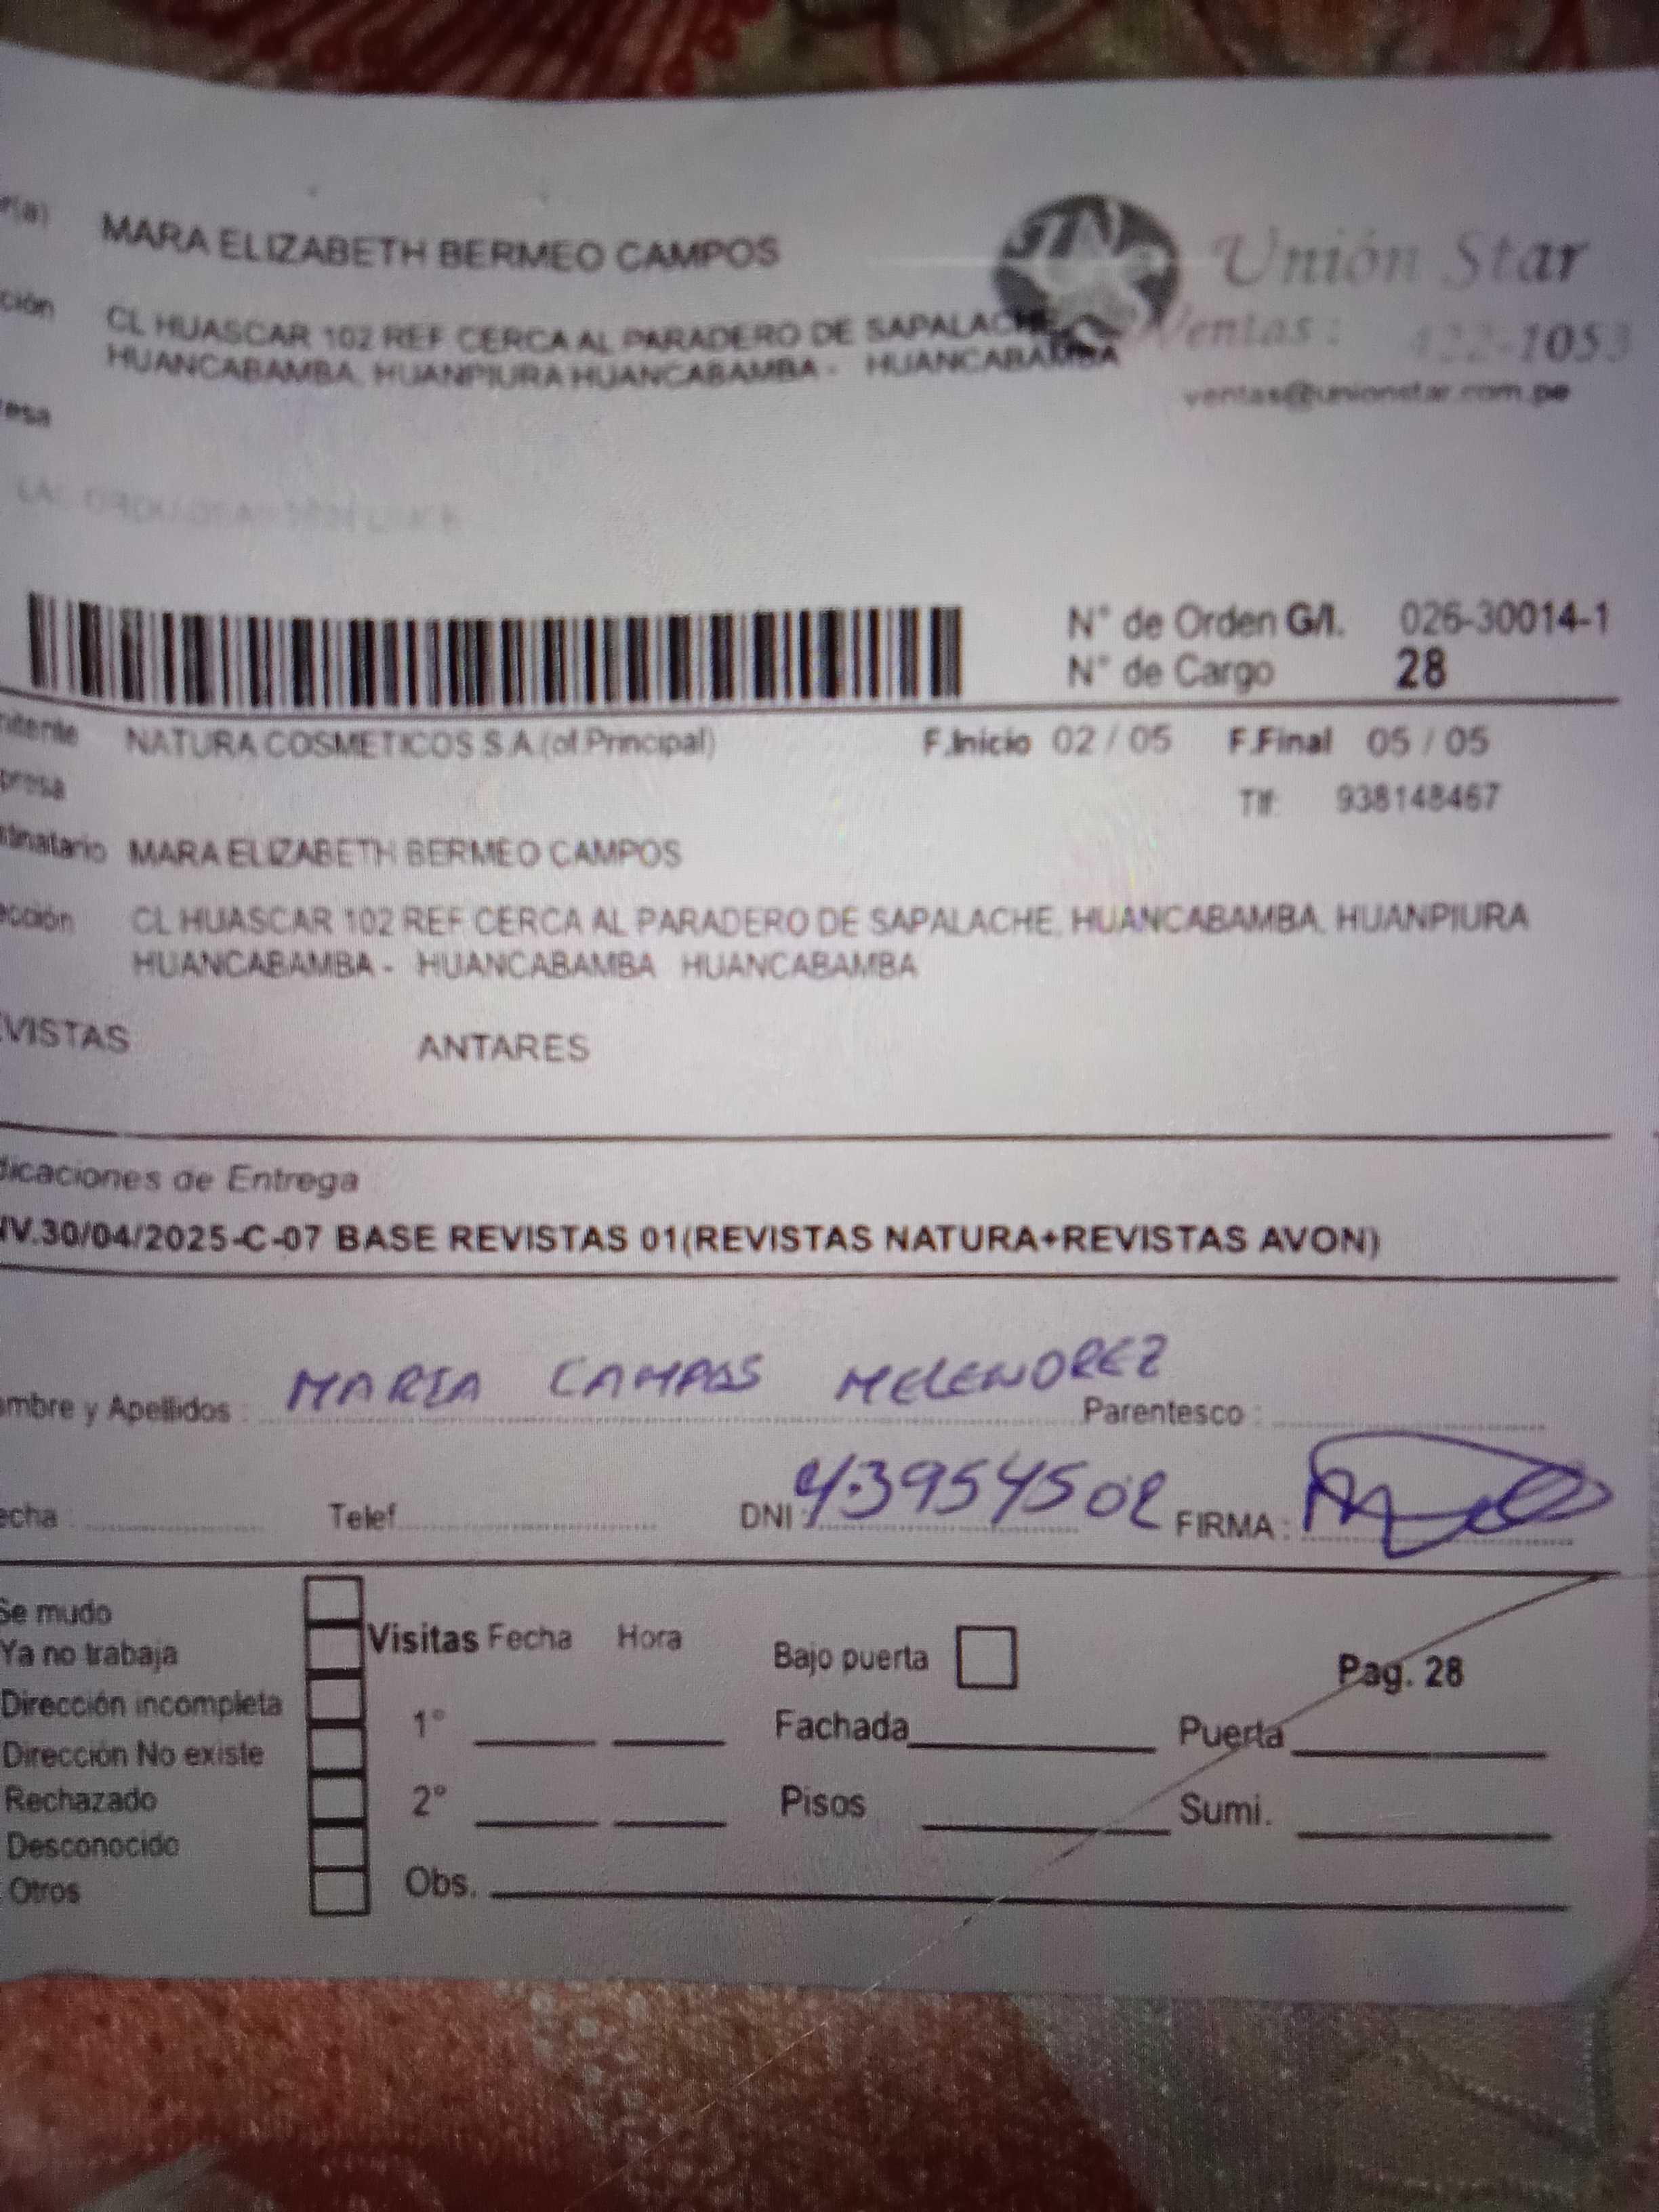 MARA ELIZABETH BERMEO CAMPOS
Unión Star
CL HUASCAR 102 REF CERCA AL PARADERO DE SAPALACHE
HUANCABAMBA, HUANPIURA HUANCABAMBA - HUANCABAMBA
Ventas: 422-1053
ventas@unionstar.com.pe
N° de Orden G/I. 026-30014-1
N° de Cargo 28
NATURA COSMETICOS S.A.(of.Principal) F.Inicio 02 / 05 F.Final 05 / 05
Tlf: 938148467
MARA ELIZABETH BERMEO CAMPOS
CL HUASCAR 102 REF CERCA AL PARADERO DE SAPALACHE, HUANCABAMBA, HUANPIURA
HUANCABAMBA - HUANCABAMBA HUANCABAMBA
VISTAS ANTARES
dicaciones de Entrega
NV.30/04/2025-C-07 BASE REVISTAS 01(REVISTAS NATURA+REVISTAS AVON)
mbre y Apellidos : MARIA CAMPOS MELENDREZ Parentesco :
echa Telef. DNI FIRMA :
Se mudo
Ya no trabaja
Dirección incompleta
Dirección No existe
Rechazado
Desconocido
Otros
Visitas Fecha Hora Bajo puerta Pag. 28
1° Fachada Puerta
2° Pisos Sumi.
Obs.